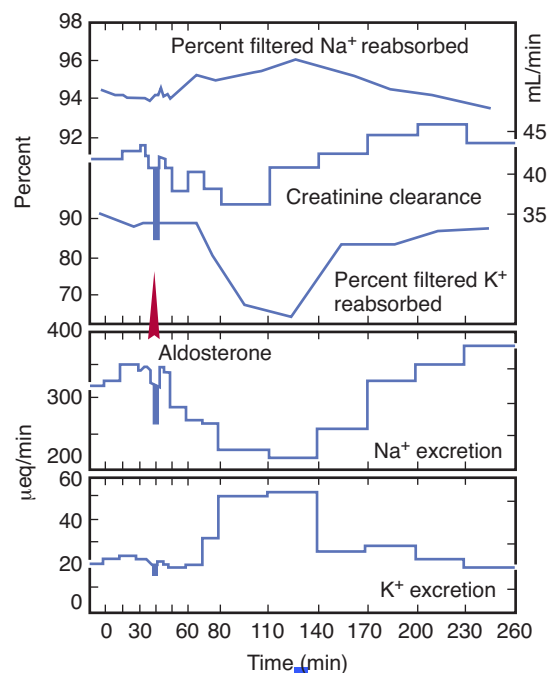 98
96
94
92
90
80
70
60
Percent
Percent filtered Na⁺ reabsorbed
mL/min
45
40
35
Creatinine clearance
Percent filtered K⁺
reabsorbed
400
300
200
Aldosterone
Na⁺ excretion
μeq/min
60
40
20
0
K⁺ excretion
0 30 60 80 110 140 170 200 230 260
Time (min)